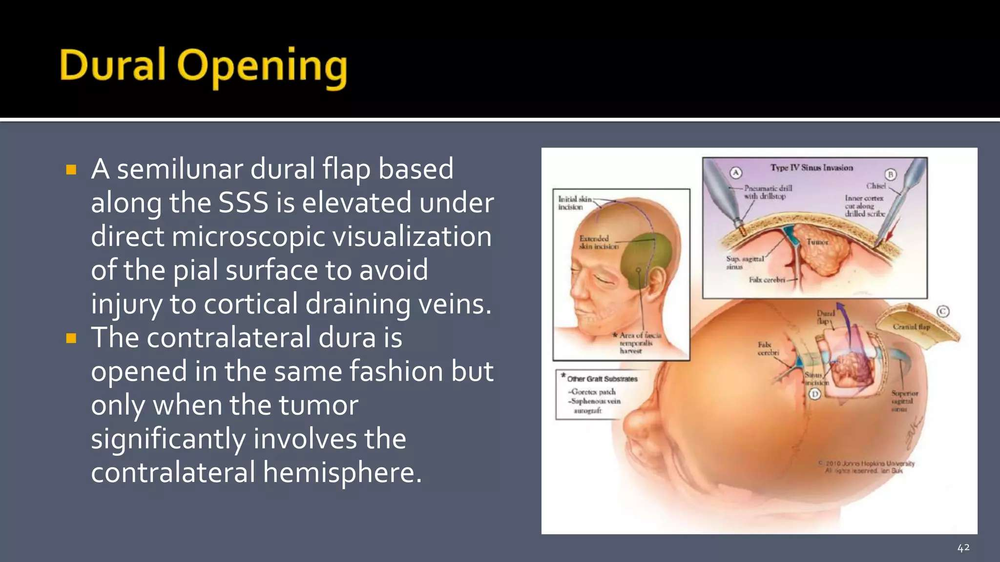 Dural Opening
A semilunar dural flap based
along the SSS is elevated under
direct microscopic visualization
of the pial surface to avoid
injury to cortical draining veins.
The contralateral dura is
opened in the same fashion but
only when the tumor
significantly involves the
contralateral hemisphere.
Initial skin
incision
Extended
skin incision
* Area of fascia
temporalis
harvest
* Other Graft Substrates
-Goretex patch
-Saphenous vein
autograft
Type IV Sinus Invasion
A
B
Pneumatic drill
with drillstop
Chisel
Inner cortex
cut along
drilled scribe
Tumor
Sup. sagittal
sinus
Falx cerebri
Dural
flap
C
Cranial flap
Falx
cerebri
Sinus
incision
D
Superior
sagittal
sinus
© 2010 Johns Hopkins University
All rights reserved. Ian Suk
42